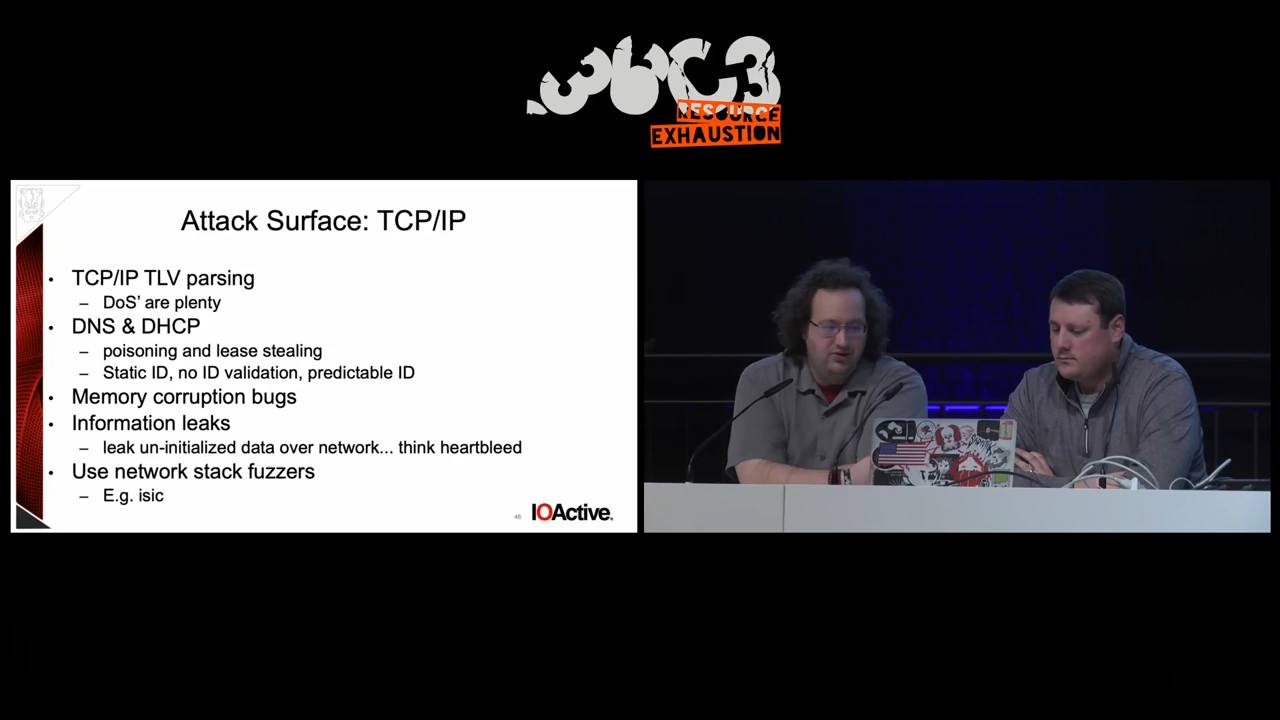 36C3
RESOURCE
EXHAUSTION
Attack Surface: TCP/IP
• TCP/IP TLV parsing
– DoS' are plenty
• DNS & DHCP
– poisoning and lease stealing
– Static ID, no ID validation, predictable ID
• Memory corruption bugs
• Information leaks
– leak un-initialized data over network... think heartbleed
• Use network stack fuzzers
– E.g. isic
46 IOActive.